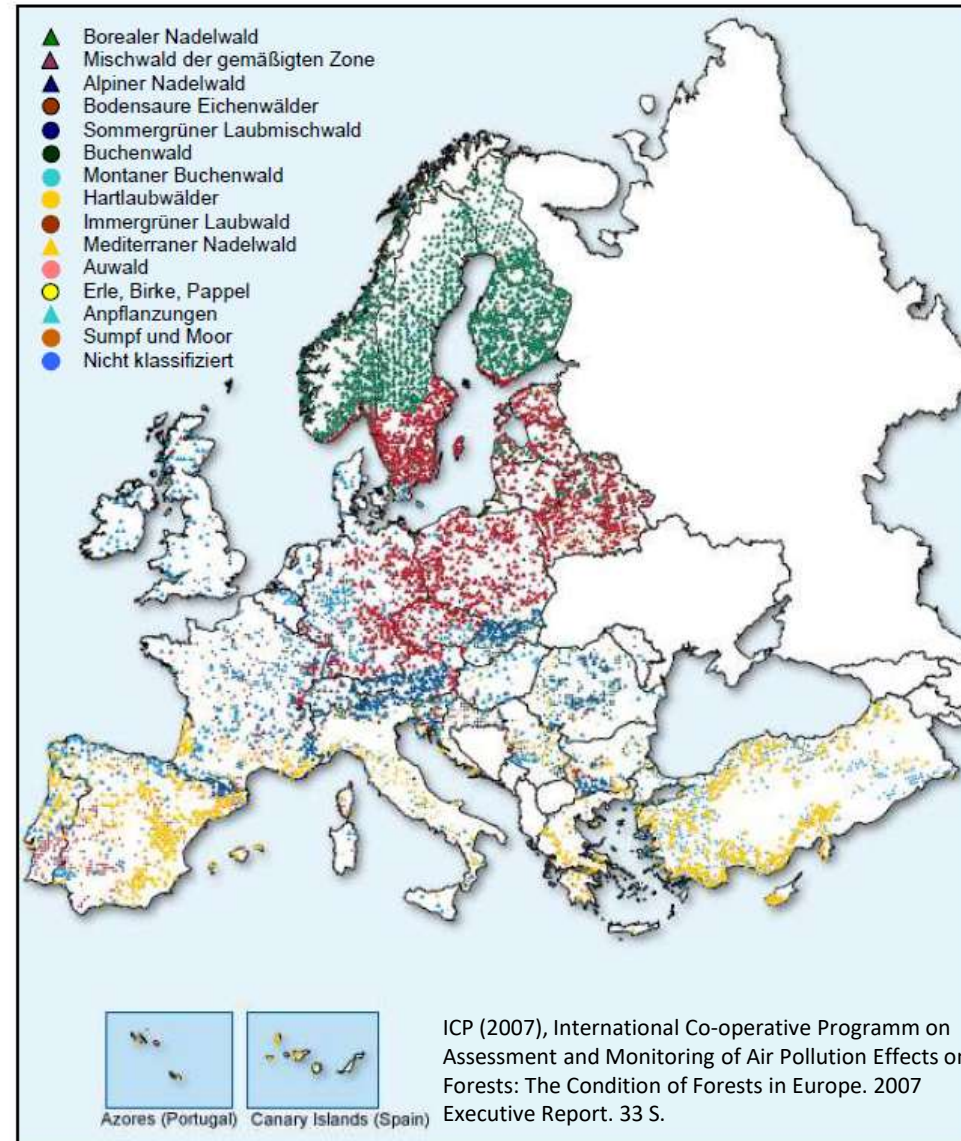 Borealer Nadelwald
Mischwald der gemäßigten Zone
Alpiner Nadelwald
Bodensaure Eichenwälder
Sommergrüner Laubmischwald
Buchenwald
Montaner Buchenwald
Hartlaubwälder
Immergrüner Laubwald
Mediterraner Nadelwald
Auwald
Erle, Birke, Pappel
Anpflanzungen
Sumpf und Moor
Nicht klassifiziert
Azores (Portugal)
Canary Islands (Spain)
ICP (2007), International Co-operative Programm on
Assessment and Monitoring of Air Pollution Effects on
Forests: The Condition of Forests in Europe. 2007
Executive Report. 33 S.